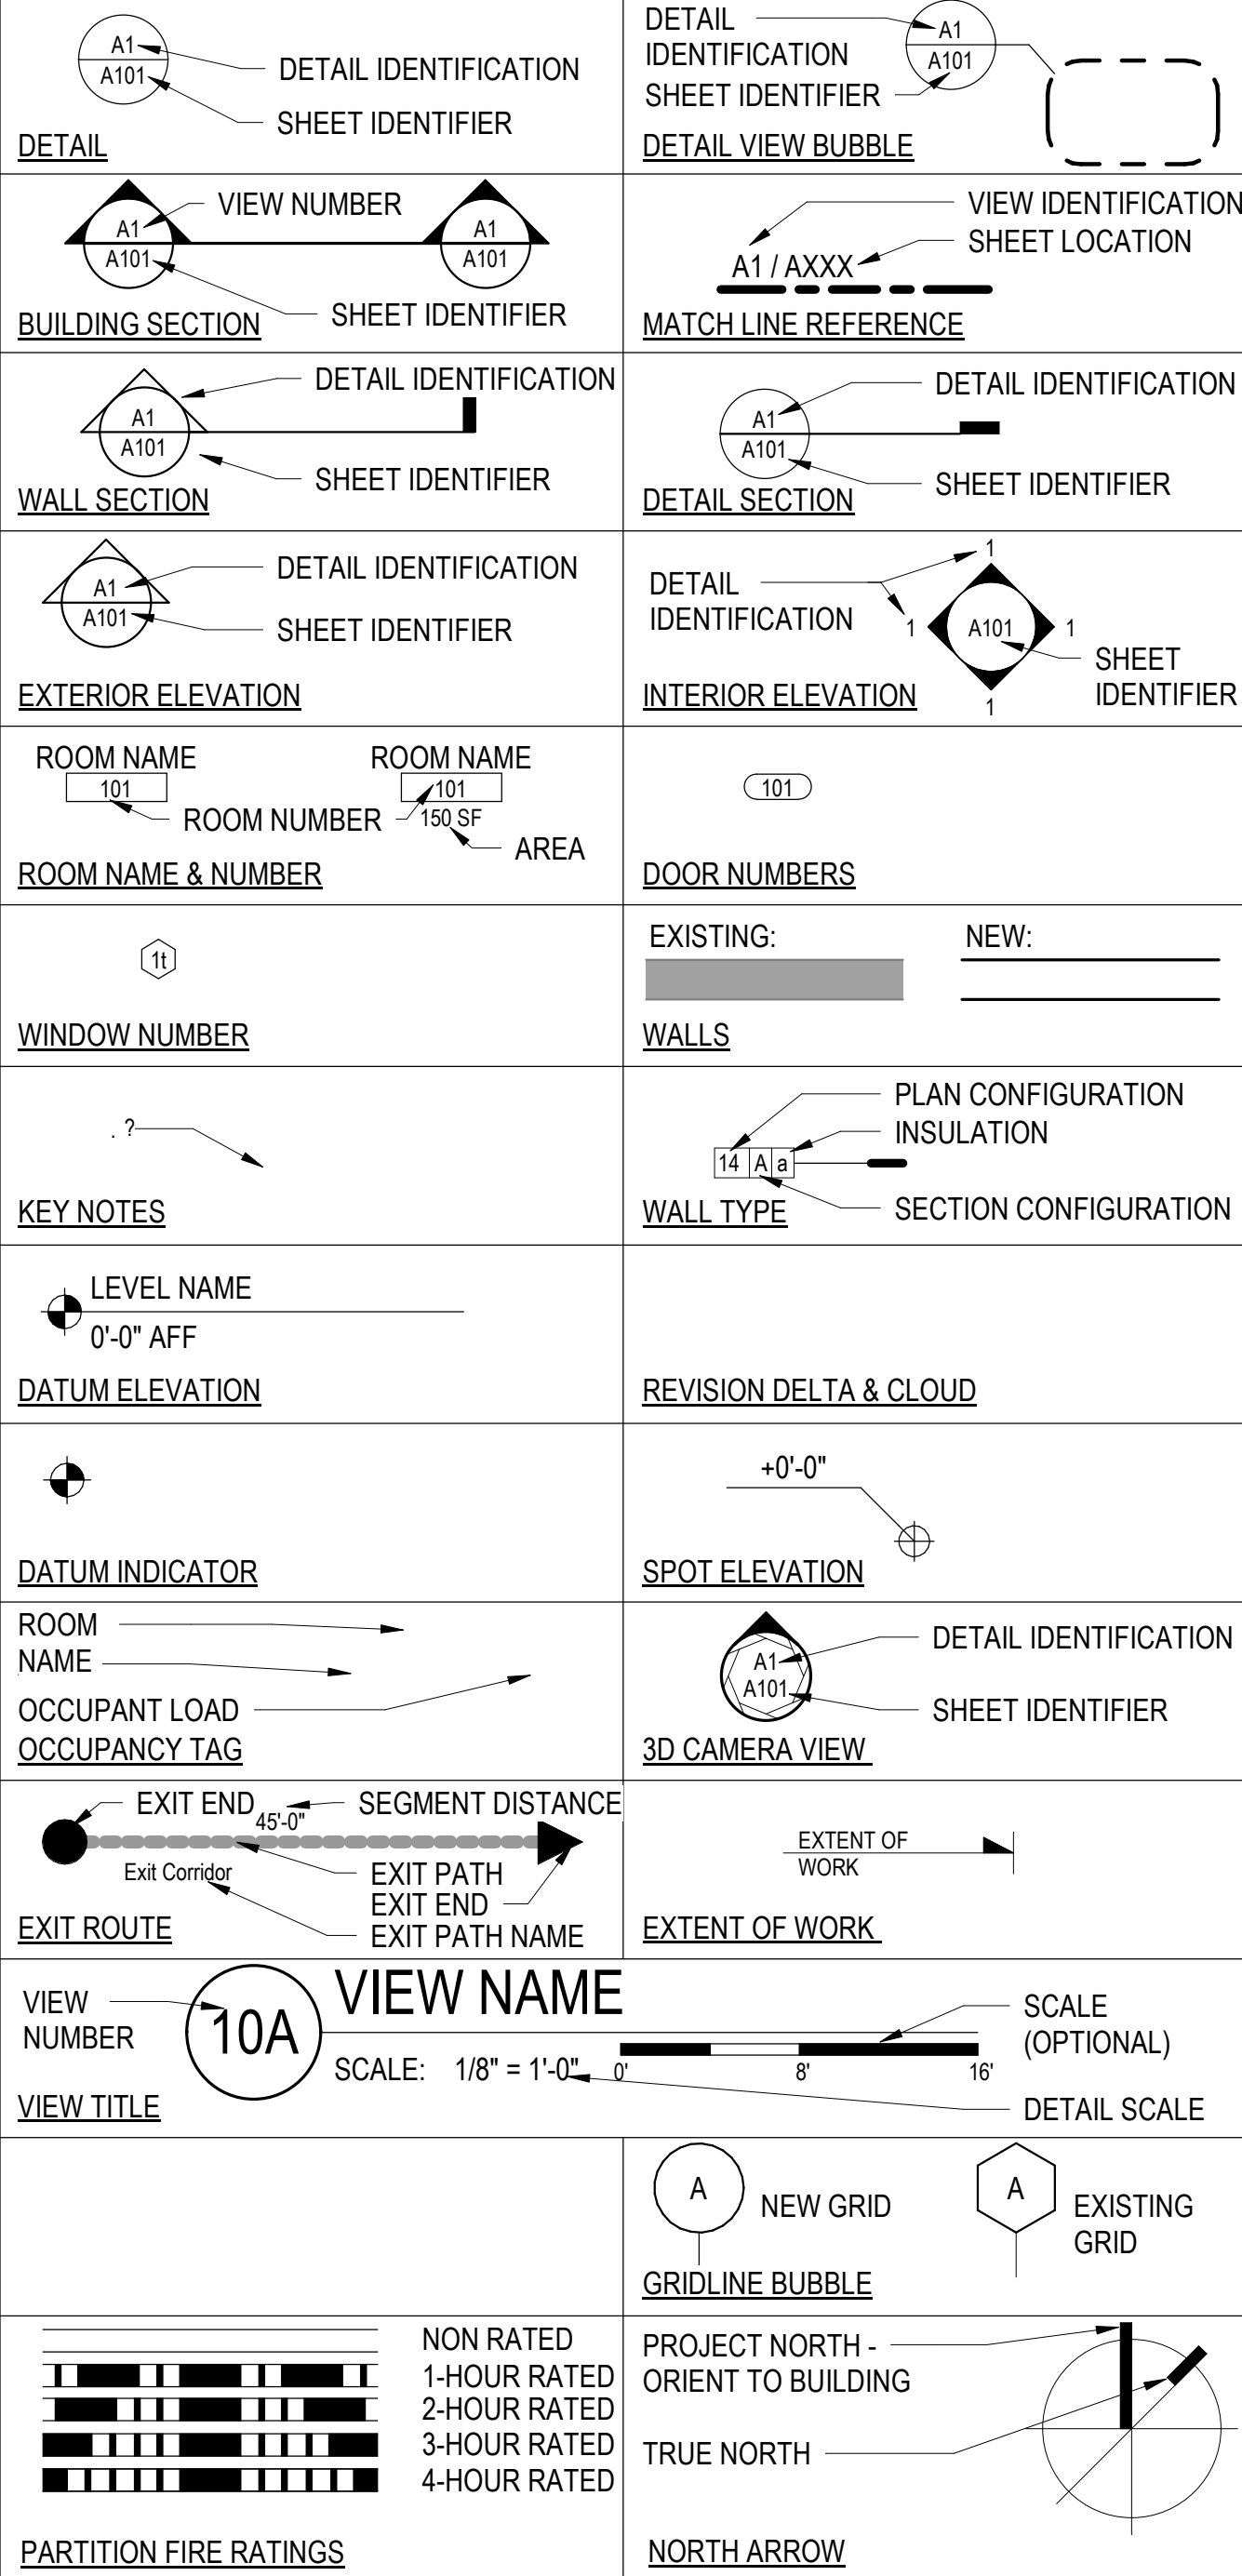 A1
A101
DETAIL IDENTIFICATION
SHEET IDENTIFIER
DETAIL
DETAIL
IDENTIFICATION
SHEET IDENTIFIER
A1
A101
DETAIL VIEW BUBBLE
VIEW NUMBER
A1
A101
A1
A101
SHEET IDENTIFIER
BUILDING SECTION
VIEW IDENTIFICATION
SHEET LOCATION
A1 / AXXX
MATCH LINE REFERENCE
DETAIL IDENTIFICATION
A1
A101
SHEET IDENTIFIER
WALL SECTION
DETAIL IDENTIFICATION
A1
A101
SHEET IDENTIFIER
DETAIL SECTION
DETAIL IDENTIFICATION
A1
A101
SHEET IDENTIFIER
EXTERIOR ELEVATION
1
DETAIL
IDENTIFICATION
1
A101
1
SHEET
IDENTIFIER
1
INTERIOR ELEVATION
ROOM NAME
101
ROOM NAME
101
ROOM NUMBER
150 SF
AREA
ROOM NAME & NUMBER
101
DOOR NUMBERS
1t
WINDOW NUMBER
EXISTING:
NEW:
WALLS
. ?
KEY NOTES
PLAN CONFIGURATION
INSULATION
14 A a
SECTION CONFIGURATION
WALL TYPE
LEVEL NAME
0'-0" AFF
DATUM ELEVATION
REVISION DELTA & CLOUD
DATUM INDICATOR
+0'-0"
SPOT ELEVATION
ROOM
NAME
OCCUPANT LOAD
OCCUPANCY TAG
DETAIL IDENTIFICATION
A1
A101
SHEET IDENTIFIER
3D CAMERA VIEW
EXIT END
SEGMENT DISTANCE
45'-0"
Exit Corridor
EXIT PATH
EXIT END
EXIT PATH NAME
EXIT ROUTE
EXTENT OF
WORK
EXTENT OF WORK
VIEW
NUMBER
10A
VIEW NAME
SCALE: 1/8" = 1'-0"
0' 8' 16'
SCALE
(OPTIONAL)
DETAIL SCALE
VIEW TITLE
A
NEW GRID
A
EXISTING
GRID
GRIDLINE BUBBLE
NON RATED
1-HOUR RATED
2-HOUR RATED
3-HOUR RATED
4-HOUR RATED
PARTITION FIRE RATINGS
PROJECT NORTH -
ORIENT TO BUILDING
TRUE NORTH
NORTH ARROW